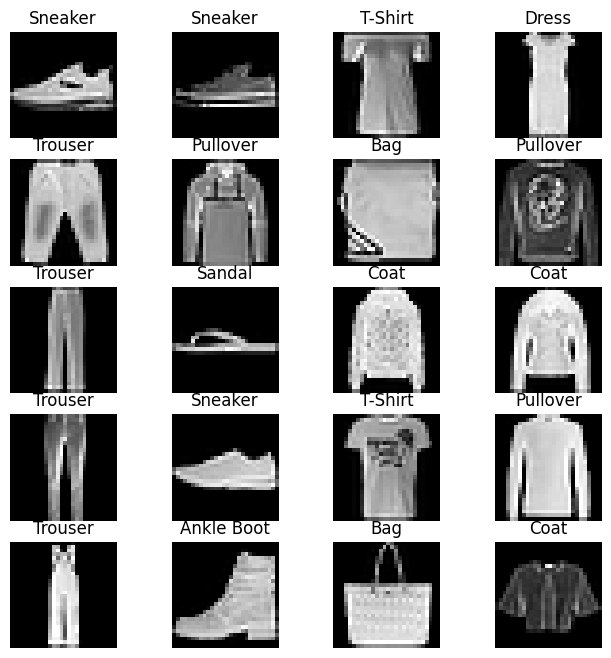 Sneaker Sneaker T-Shirt Dress
Trouser Pullover Bag Pullover
Trouser Sandal Coat Coat
Trouser Sneaker T-Shirt Pullover
Trouser Ankle Boot Bag Coat